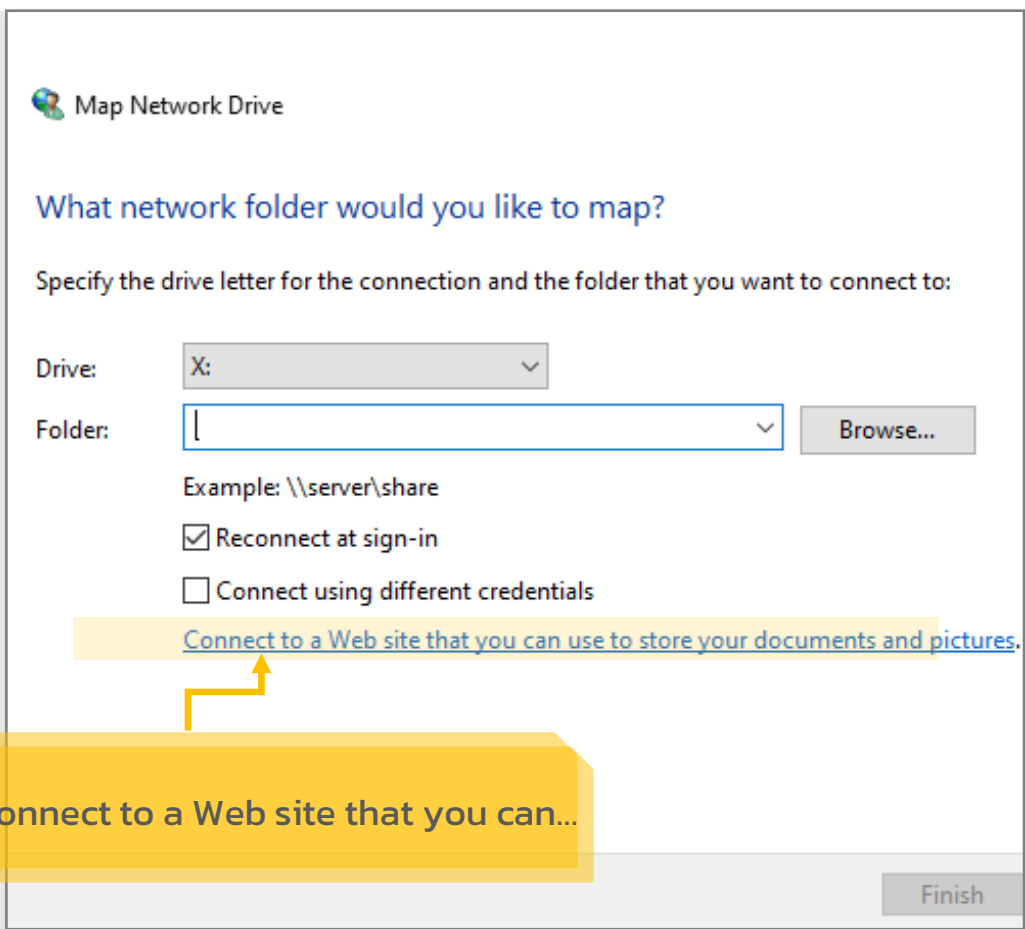 Map Network Drive
What network folder would you like to map?
Specify the drive letter for the connection and the folder that you want to connect to:
Drive:
X:
Folder:
Browse...
Example: \\server\share
Reconnect at sign-in
Connect using different credentials
Connect to a Web site that you can use to store your documents and pictures.
onnect to a Web site that you can...
Finish